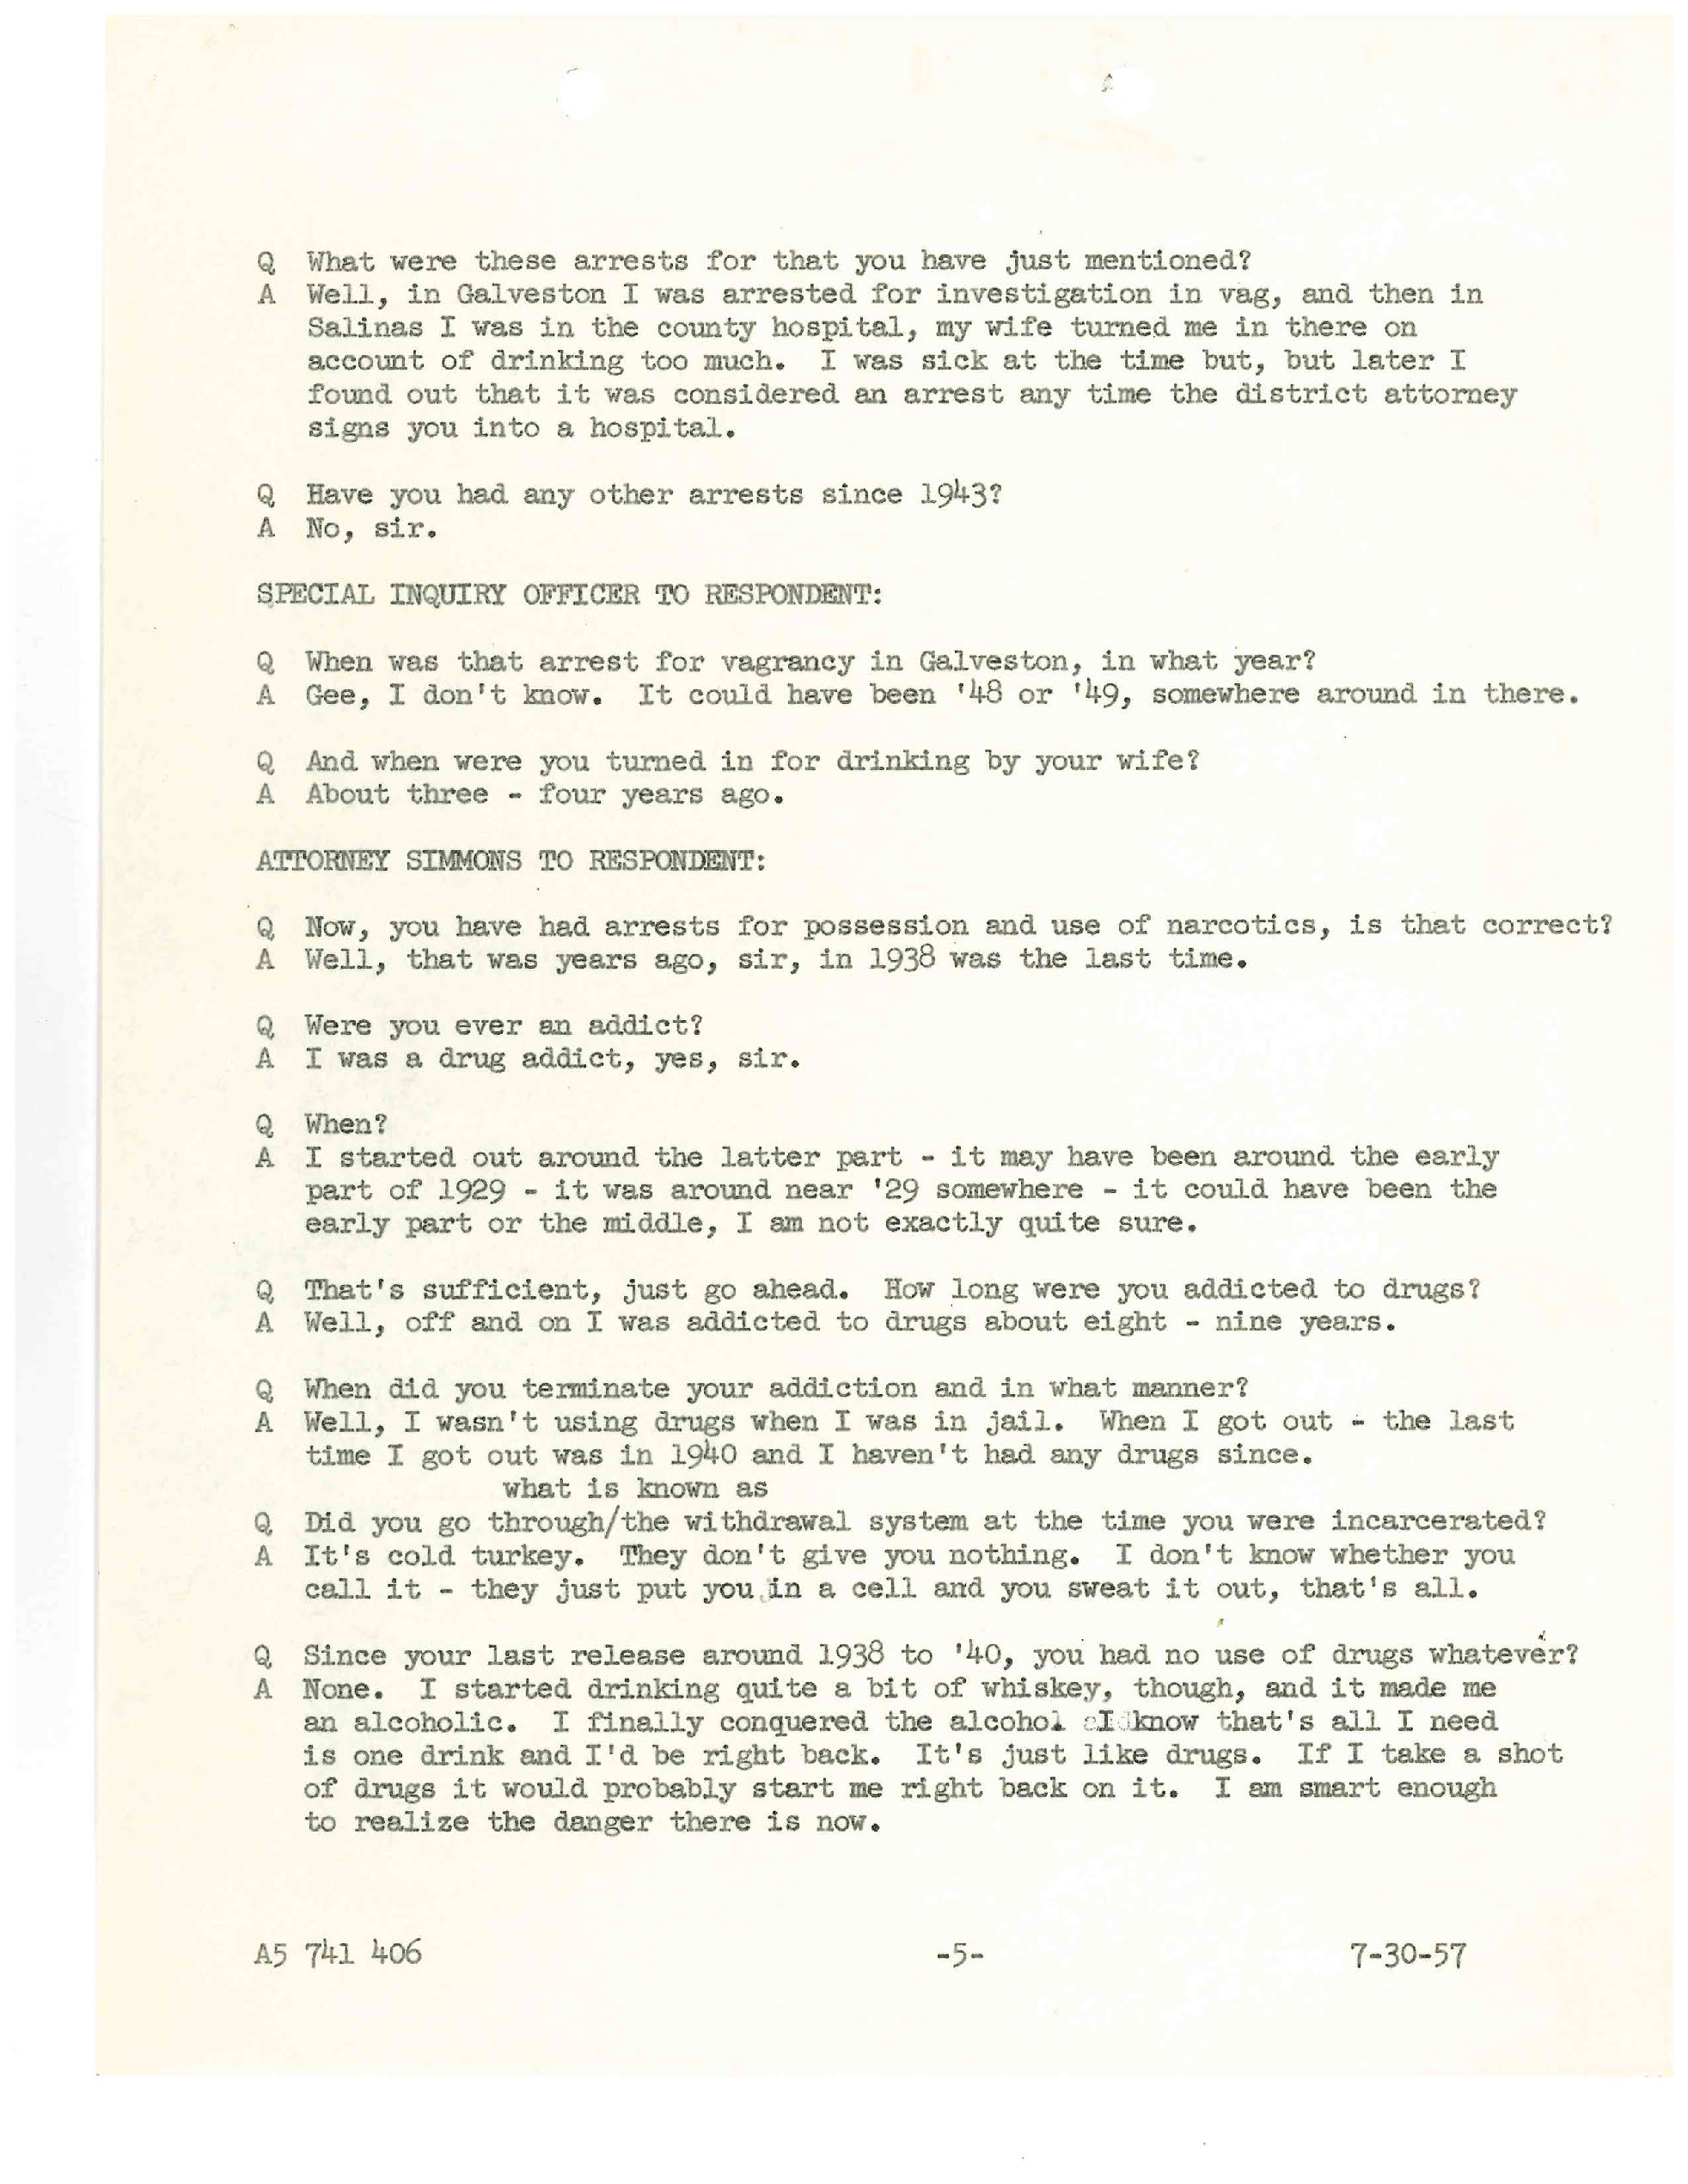 Q What were these arrests for that you have just mentioned?
A Well, in Galveston I was arrested for investigation in vag, and then in
Salinas I was in the county hospital, my wife turned me in there on
account of drinking too much. I was sick at the time but, but later I
found out that it was considered an arrest any time the district attorney
signs you into a hospital.
Q Have you had any other arrests since 1943?
A No, sir.
SPECIAL INQUIRY OFFICER TO RESPONDENT:
Q When was that arrest for vagrancy in Galveston, in what year?
A Gee, I don't know. It could have been '48 or '49, somewhere around in there.
Q And when were you turned in for drinking by your wife?
A About three - four years ago.
ATTORNEY SIMMONS TO RESPONDENT:
Q Now, you have had arrests for possession and use of narcotics, is that correct?
A Well, that was years ago, sir, in 1938 was the last time.
Q Were you ever an addict?
A I was a drug addict, yes, sir.
Q When?
A I started out around the latter part - it may have been around the early
part of 1929 - it was around near '29 somewhere - it could have been the
early part or the middle, I am not exactly quite sure.
Q That's sufficient, just go ahead. How long were you addicted to drugs?
A Well, off and on I was addicted to drugs about eight - nine years.
Q When did you terminate your addiction and in what manner?
A Well, I wasn't using drugs when I was in jail. When I got out - the last
time I got out was in 1940 and I haven't had any drugs since.
what is known as
Q Did you go through/the withdrawal system at the time you were incarcerated?
A It's cold turkey. They don't give you nothing. I don't know whether you
call it - they just put you in a cell and you sweat it out, that's all.
Q Since your last release around 1938 to '40, you had no use of drugs whatever?
A None. I started drinking quite a bit of whiskey, though, and it made me
an alcoholic. I finally conquered the alcohol I know that's all I need
is one drink and I'd be right back. It's just like drugs. If I take a shot
of drugs it would probably start me right back on it. I am smart enough
to realize the danger there is now.
A5 741 406 -5- 7-30-57